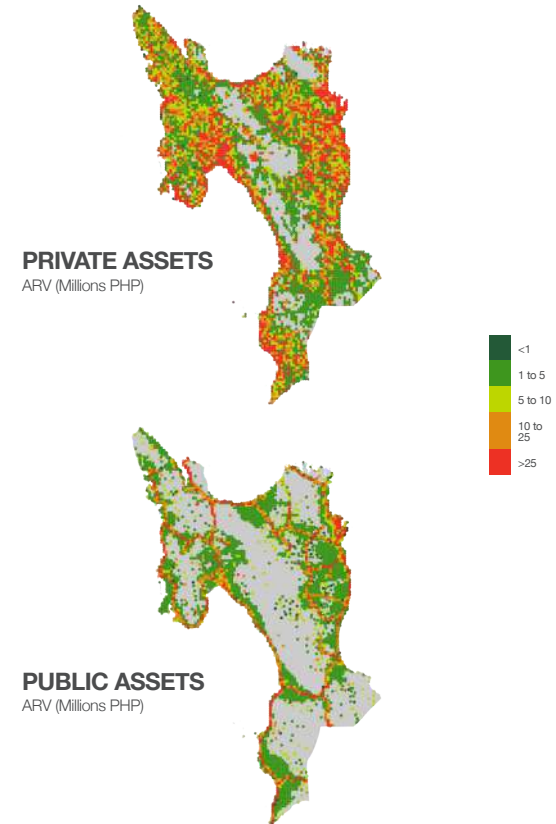 PRIVATE ASSETS
ARV (Millions PHP)
<1
1 to 5
5 to 10
10 to
25
>25
PUBLIC ASSETS
ARV (Millions PHP)